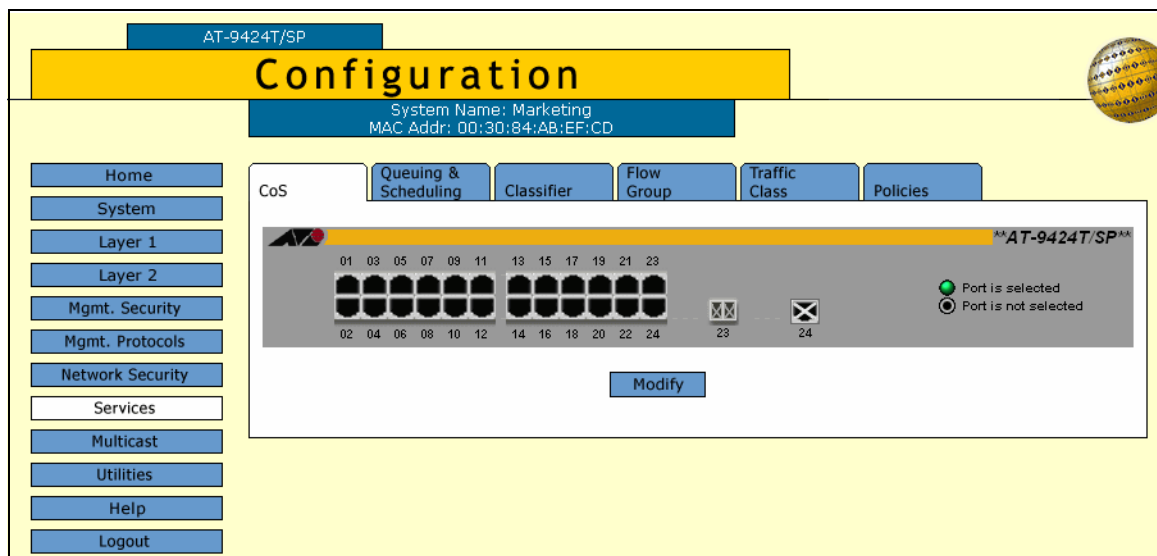 AT-9424T/SP
Configuration
System Name: Marketing
MAC Addr: 00:30:84:AB:EF:CD
Home
System
Layer 1
Layer 2
Mgmt. Security
Mgmt. Protocols
Network Security
Services
Multicast
Utilities
Help
Logout
CoS
Queuing &
Scheduling
Classifier
Flow
Group
Traffic
Class
Policies
**AT-9424T/SP**
01 03 05 07 09 11 13 15 17 19 21 23
02 04 06 08 10 12 14 16 18 20 22 24 23 24
Port is selected
Port is not selected
Modify